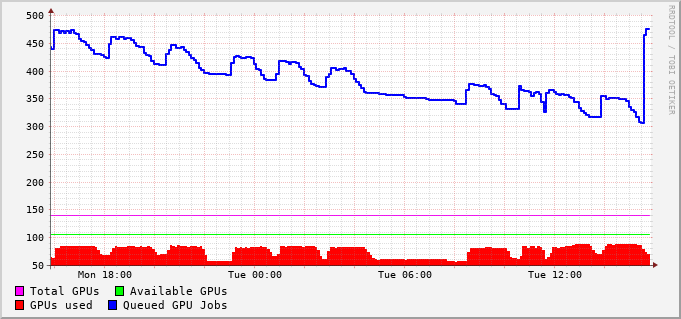 500
450
400
350
300
250
200
150
100
50
Mon 18:00 Tue 00:00 Tue 06:00 Tue 12:00
Total GPUs Available GPUs
GPUs used Queued GPU Jobs
RRDTOOL / TOBI OETIKER